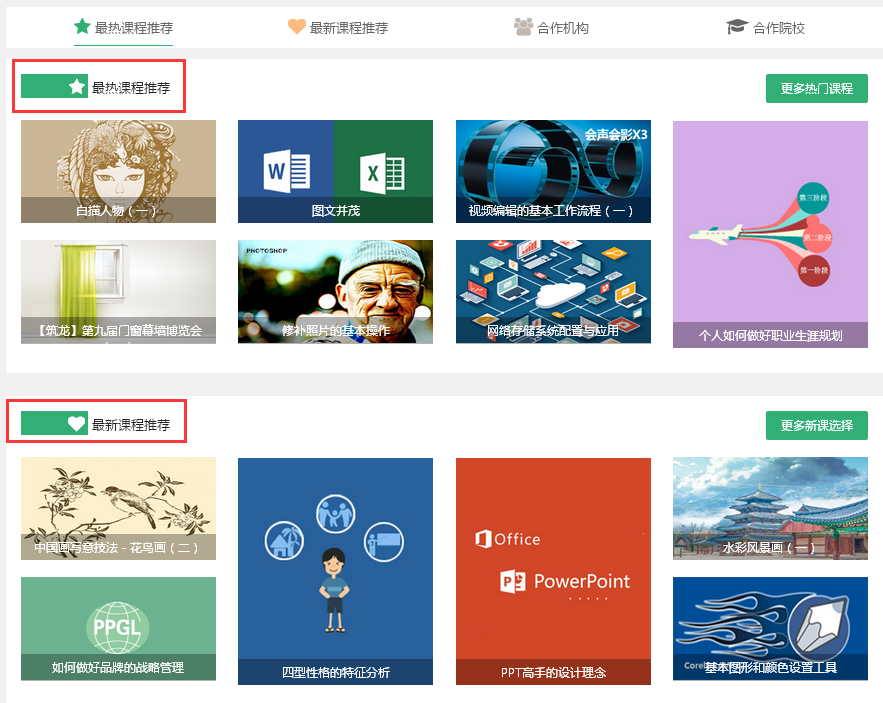 最热课程推荐
最新课程推荐
合作机构
合作院校
最热课程推荐
更多热门课程
W
X
会声会影X3
第三阶段
第二阶段
第一阶段
白描人物（一）
图文并茂
视频编辑的基本工作流程（一）
PHOTOSHOP
【筑龙】第九届门窗幕墙博览会
修补照片的基本操作
网络存储系统配置与应用
个人如何做好职业生涯规划
最新课程推荐
更多新课选择
中国画写意技法-花鸟画（二）
水彩风景画（一）
Office
PowerPoint
PPGL
如何做好品牌的战略管理
四型性格的特征分析
PPT高手的设计理念
基本图形和颜色设置工具